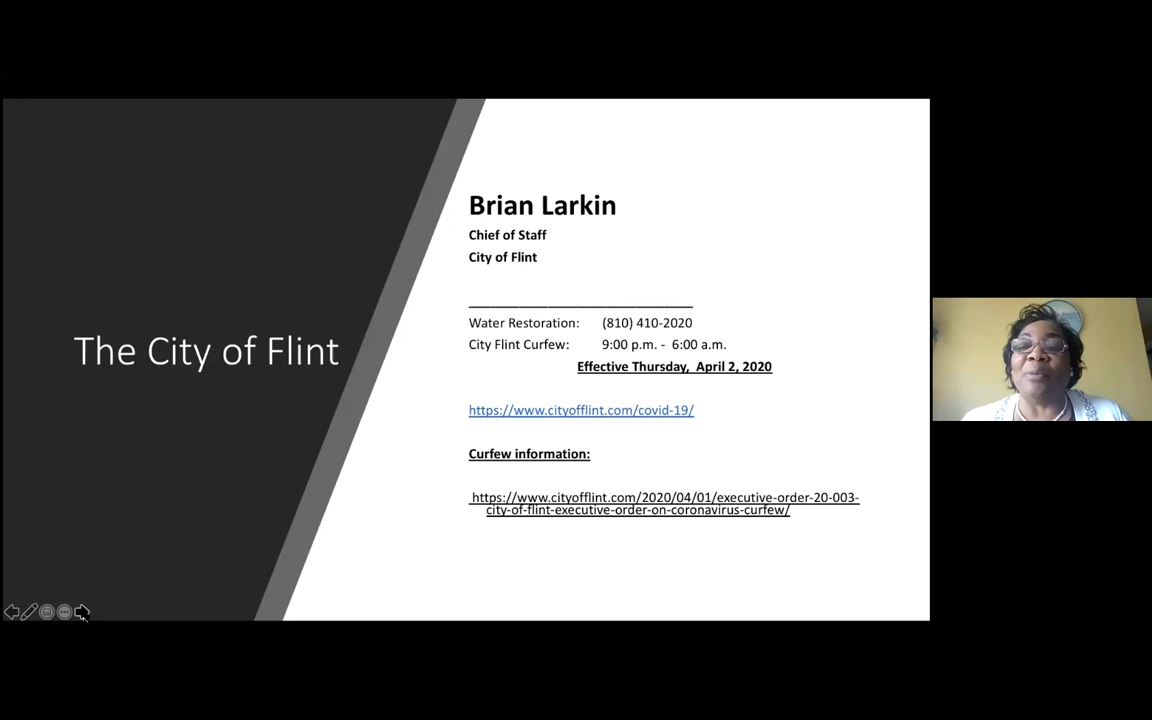 The City of Flint
Brian Larkin
Chief of Staff
City of Flint
Water Restoration: (810) 410-2020
City Flint Curfew: 9:00 p.m. - 6:00 a.m.
Effective Thursday, April 2, 2020
https://www.cityofflint.com/covid-19/
Curfew information:
https://www.cityofflint.com/2020/04/01/executive-order-20-003-
city-of-flint-executive-order-on-coronavirus-curfew/